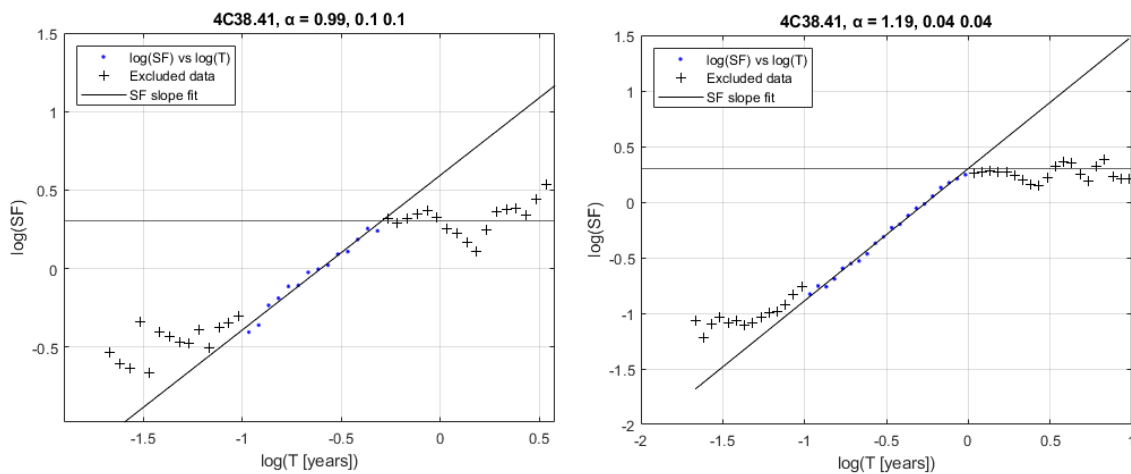 4C38.41, α = 0.99, 0.1 0.1
1.5
1
0.5
0
-0.5
log(SF)
log(SF) vs log(T)
Excluded data
SF slope fit
-1.5
-1
-0.5
0
0.5
log(T [years])
4C38.41, α = 1.19, 0.04 0.04
1.5
1
0.5
0
-0.5
-1
-1.5
-2
log(SF)
log(SF) vs log(T)
Excluded data
SF slope fit
-2
-1.5
-1
-0.5
0
0.5
1
log(T [years])